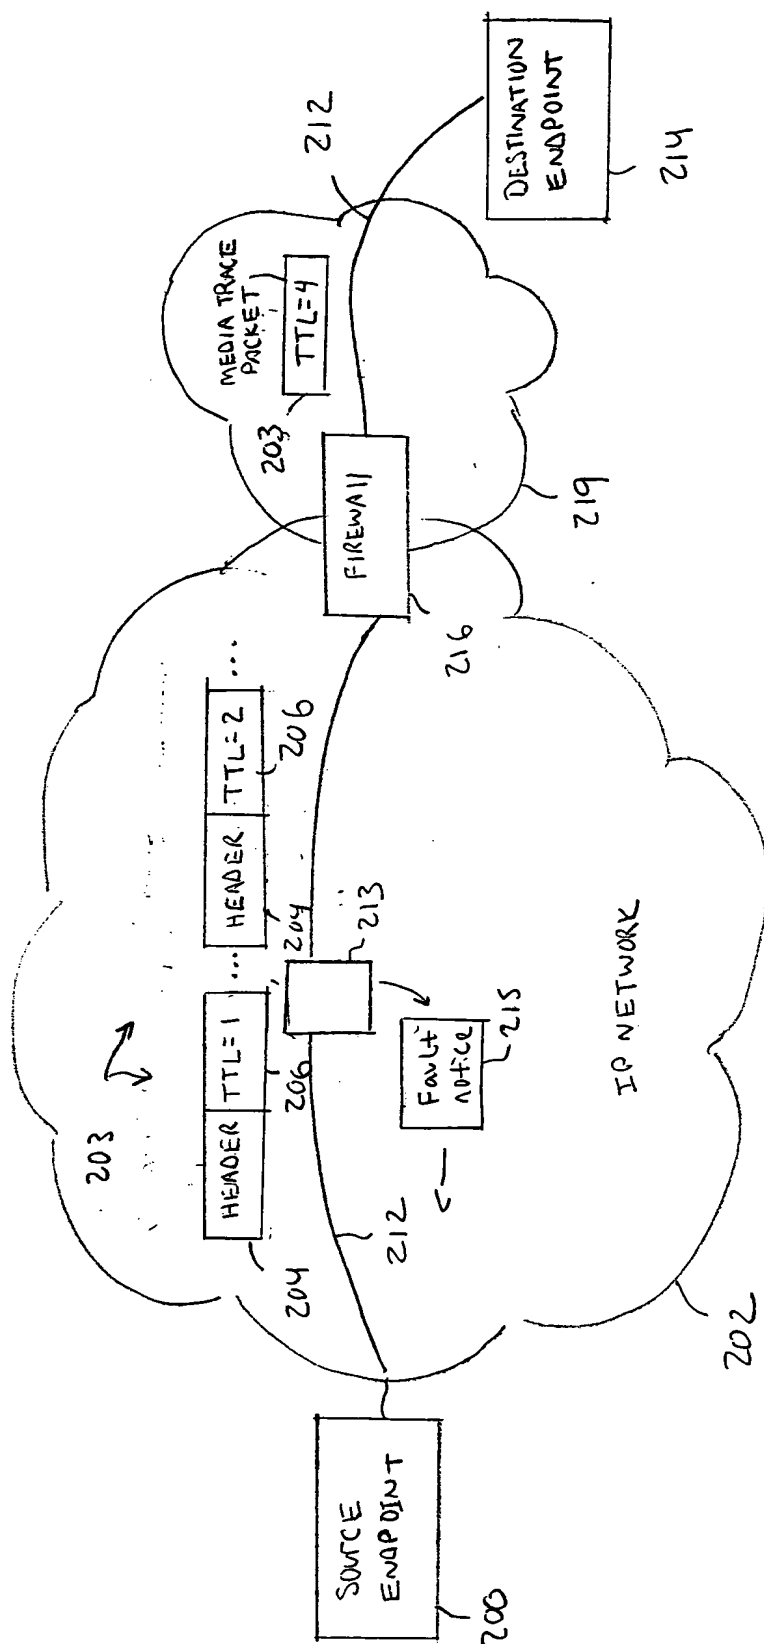 SOURCE
ENDPOINT
200
203
HEADER TTL=1 ...
204
206
HEADER TTL=2 ...
204
206
212
213
Fault
notice
215
IP NETWORK
202
FIREWALL
216
MEDIA TRACE
PACKET
TTL=4
203
219
212
DESTINATION
ENDPOINT
214